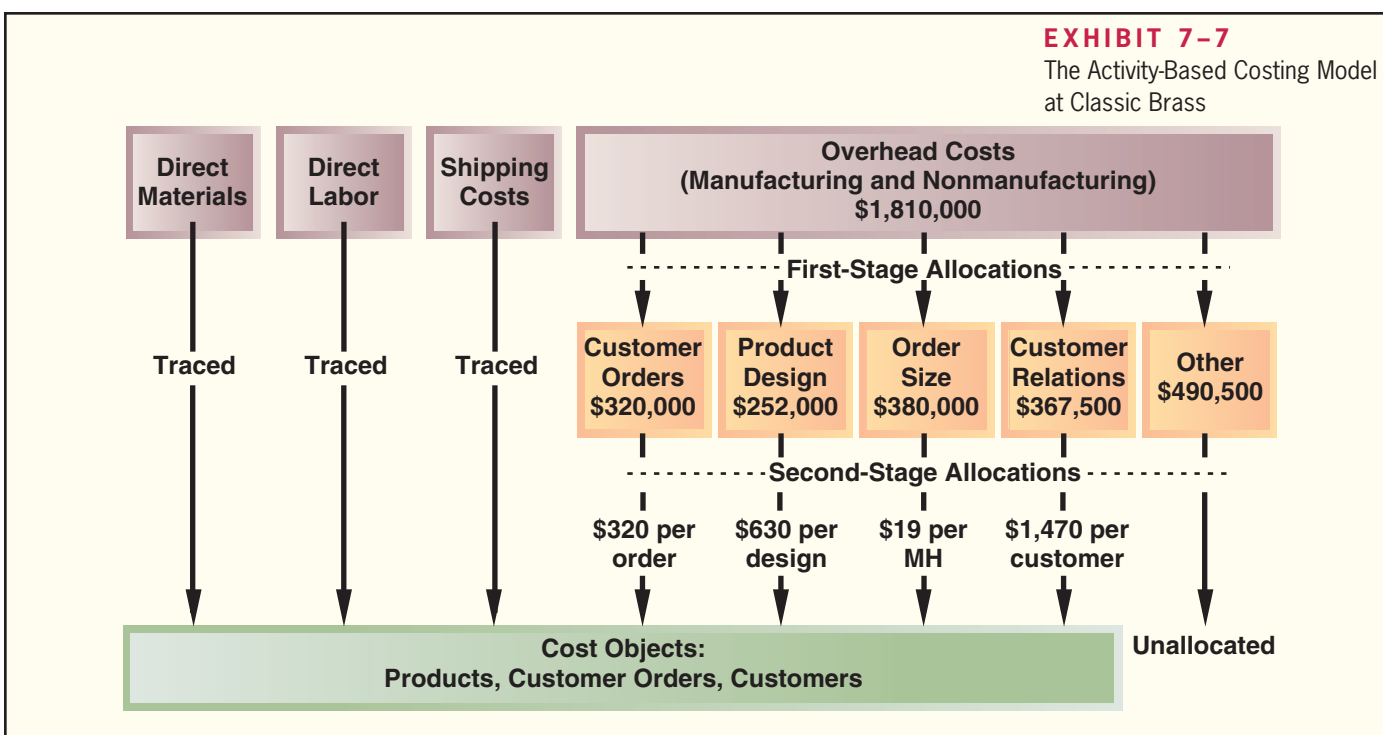 EXHIBIT 7–7
The Activity-Based Costing Model
at Classic Brass
Direct
Materials
Direct
Labor
Shipping
Costs
Overhead Costs
(Manufacturing and Nonmanufacturing)
$1,810,000
First-Stage Allocations
Traced
Traced
Traced
Customer
Orders
$320,000
Product
Design
$252,000
Order
Size
$380,000
Customer
Relations
$367,500
Other
$490,500
Second-Stage Allocations
$320 per
order
$630 per
design
$19 per
MH
$1,470 per
customer
Cost Objects:
Products, Customer Orders, Customers
Unallocated